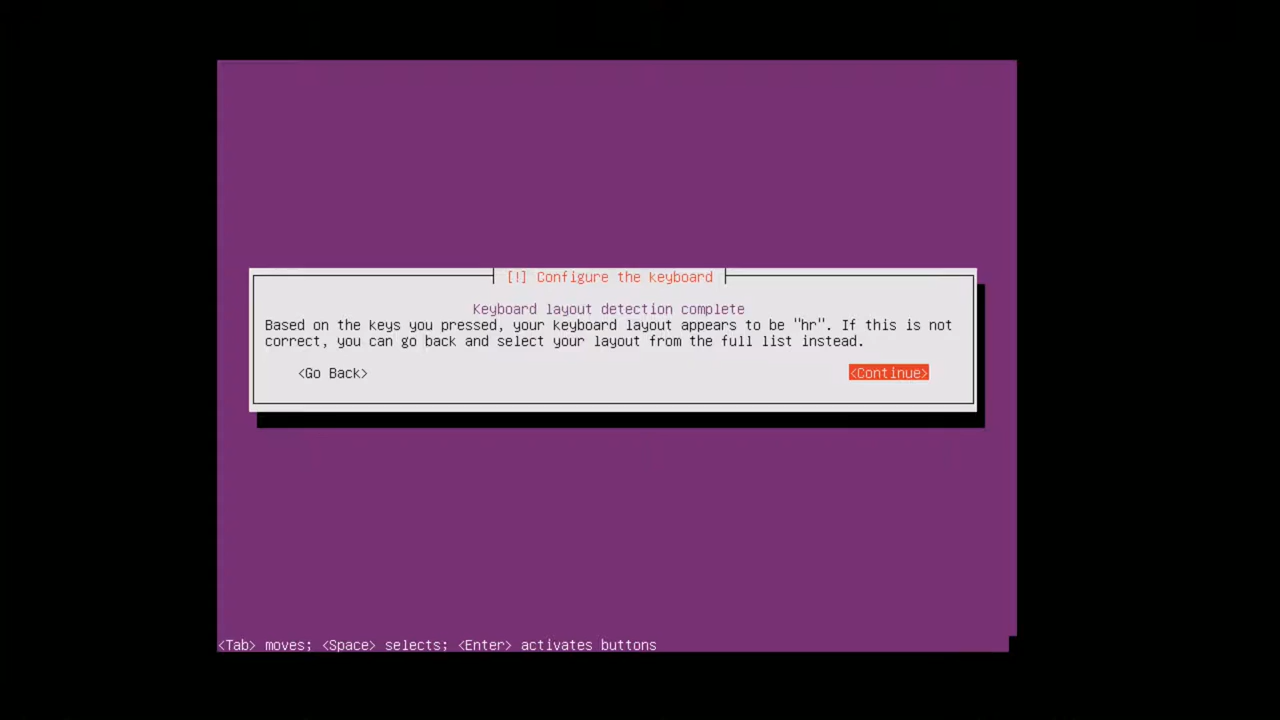 [!] Configure the keyboard
Keyboard layout detection complete
Based on the keys you pressed, your keyboard layout appears to be "hr". If this is not
correct, you can go back and select your layout from the full list instead.
<Go Back> <Continue>
<Tab> moves; <Space> selects; <Enter> activates buttons